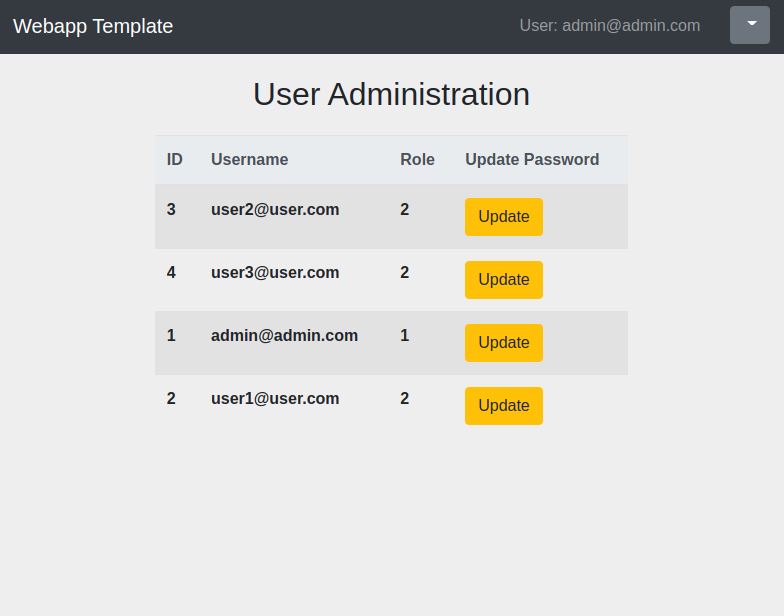 Webapp Template User: admin@admin.com
User Administration
ID Username Role Update Password
3 user2@user.com 2 Update
4 user3@user.com 2 Update
1 admin@admin.com 1 Update
2 user1@user.com 2 Update